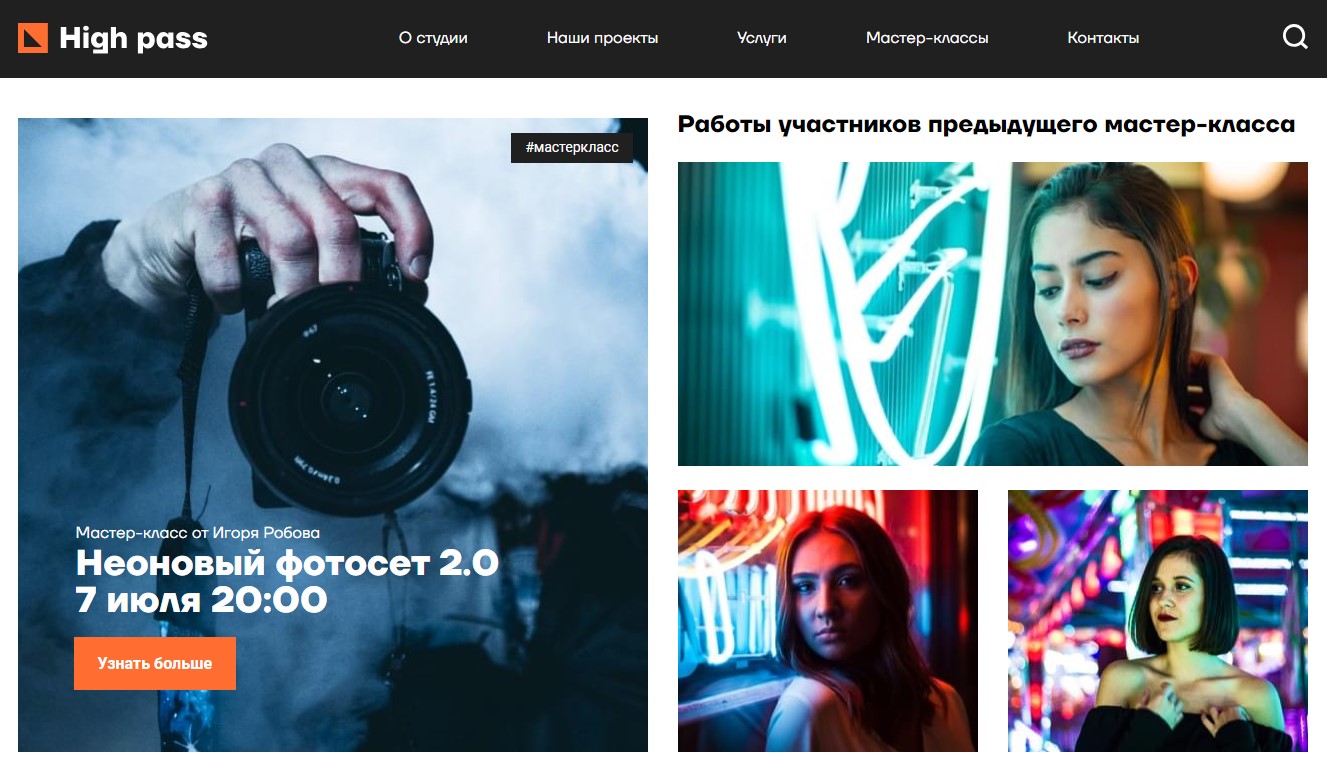 High pass
О студии
Наши проекты
Услуги
Мастер-классы
Контакты
#мастеркласс
Мастер-класс от Игоря Робова
Неоновый фотосет 2.0
7 июля 20:00
Узнать больше
Работы участников предыдущего мастер-класса